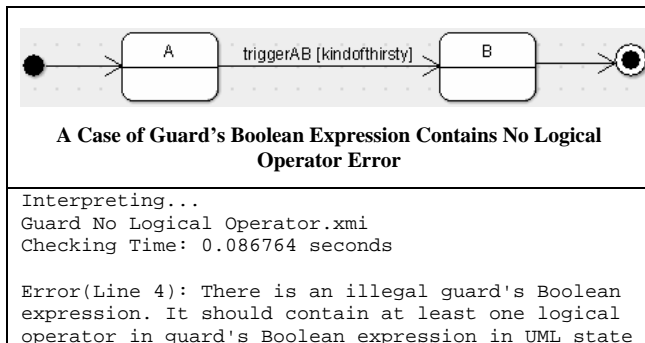 A
triggerAB [kindofthirsty]
B
A Case of Guard's Boolean Expression Contains No Logical
Operator Error
Interpreting...
Guard No Logical Operator.xmi
Checking Time: 0.086764 seconds
Error(Line 4): There is an illegal guard's Boolean
expression. It should contain at least one logical
operator in guard's Boolean expression in UML state